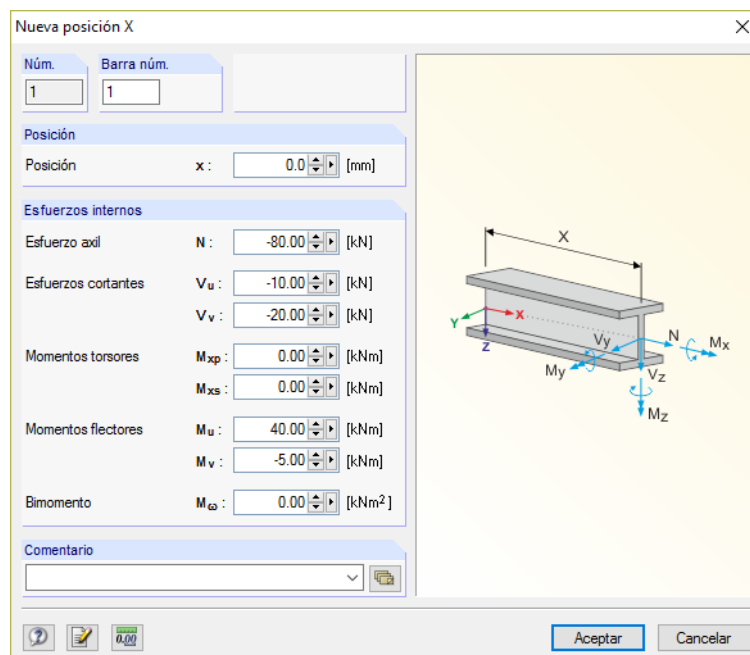 Nueva posición X
Núm.
Barra núm.
1
1
Posición
Posición x : 0.0 [mm]
Esfuerzos internos
Esfuerzo axil N : -80.00 [kN]
Esfuerzos cortantes Vu : -10.00 [kN]
Vv : -20.00 [kN]
Momentos torsores Mxp : 0.00 [kNm]
Mxs : 0.00 [kNm]
Momentos flectores Mu : 40.00 [kNm]
Mv : -5.00 [kNm]
Bimomento Mω : 0.00 [kNm²]
Comentario
X
Y
X
Z
Vy
N
Mx
My
Vz
Mz
0.00
Aceptar
Cancelar